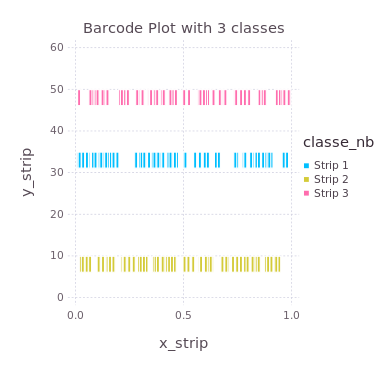 Barcode Plot with 3 classes
60
50
40
30
20
10
0
0.0
0.5
1.0
x_strip
y_strip
classe_nb
Strip 1
Strip 2
Strip 3